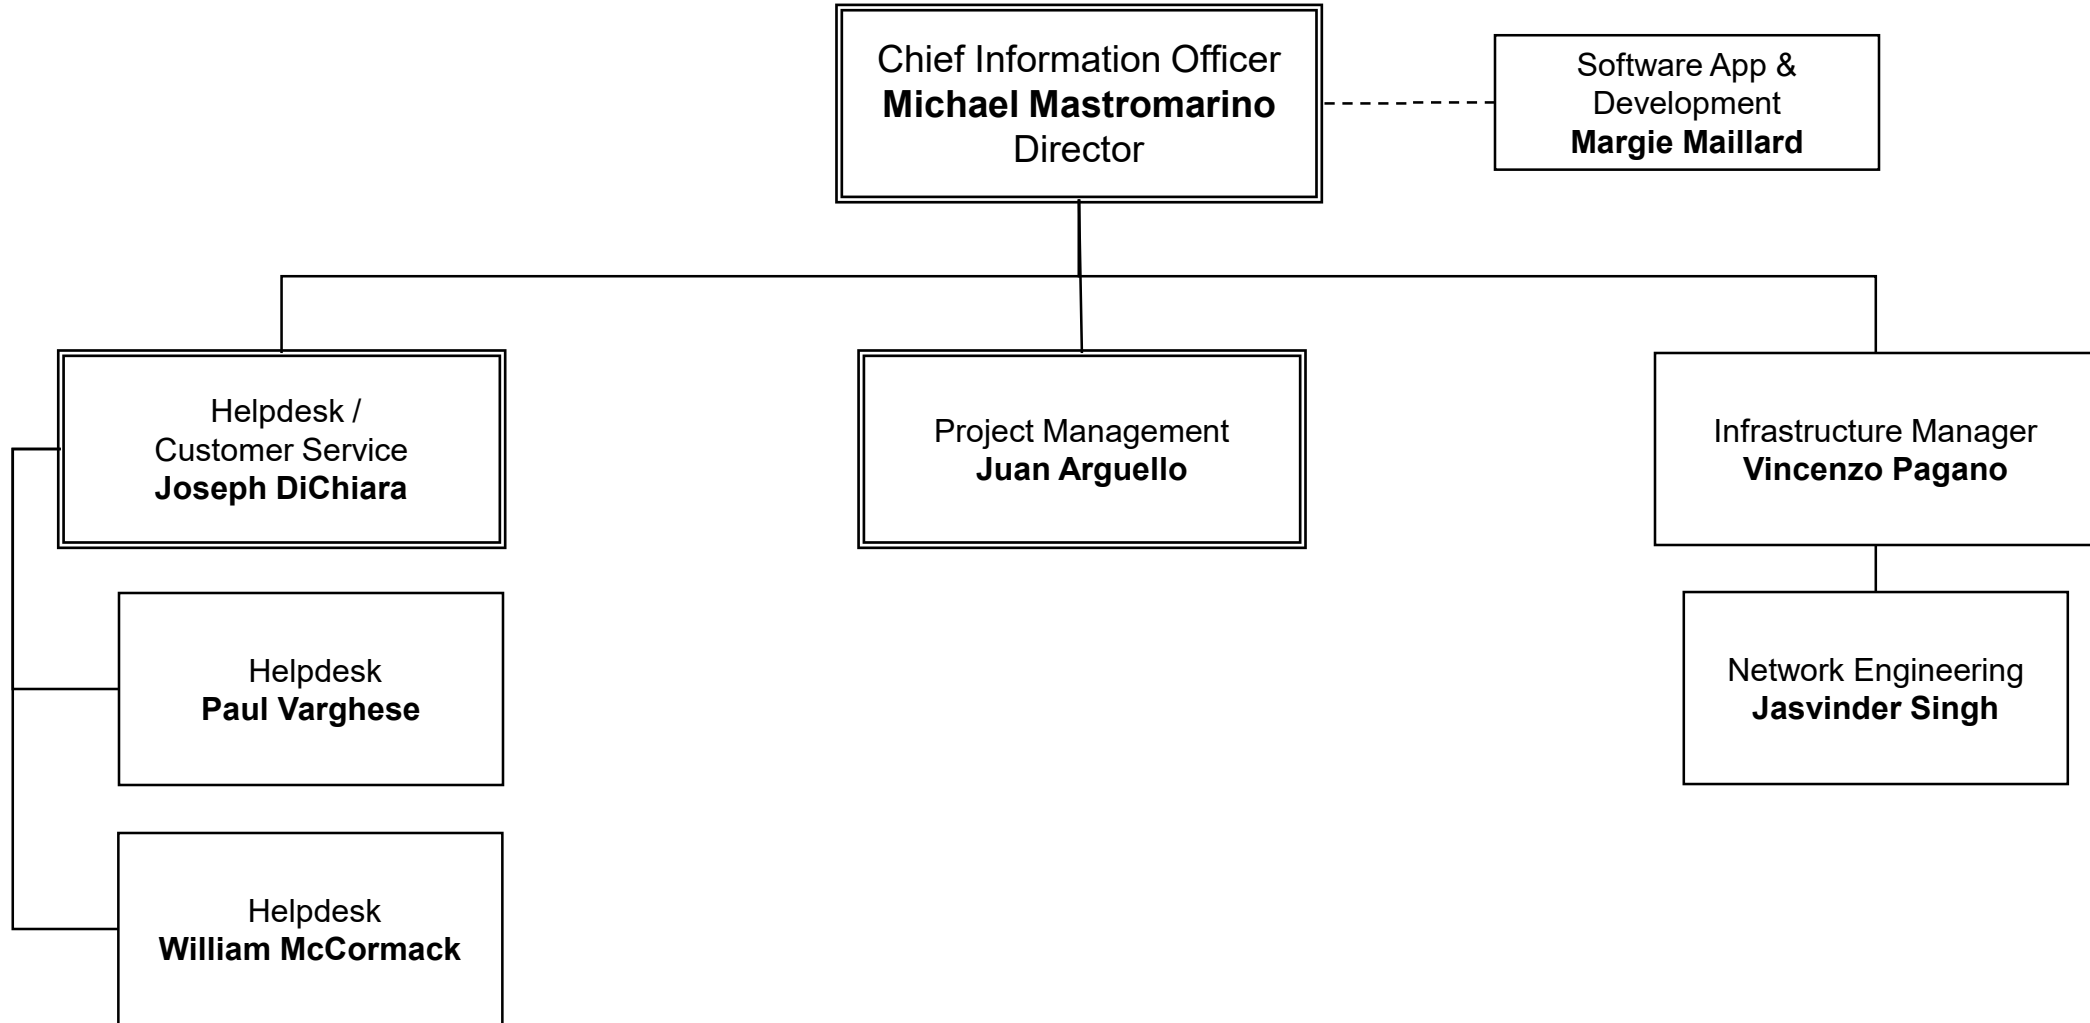 Chief Information Officer
Michael Mastromarino
Director
Software App &
Development
Margie Maillard
Helpdesk /
Customer Service
Joseph DiChiara
Project Management
Juan Arguello
Infrastructure Manager
Vincenzo Pagano
Helpdesk
Paul Varghese
Network Engineering
Jasvinder Singh
Helpdesk
William McCormack